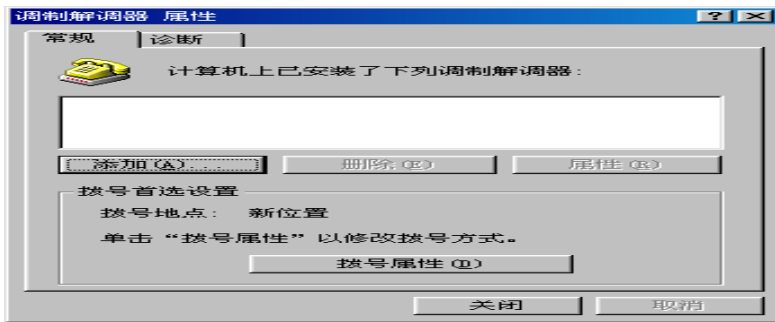 调制解调器 属性
常规 诊断
计算机上已安装了下列调制解调器:
添加(A)... 删除(E) 属性(R)
拨号首选设置
拨号地点: 新位置
单击“拨号属性”以修改拨号方式。
拨号属性(D)
关闭 取消